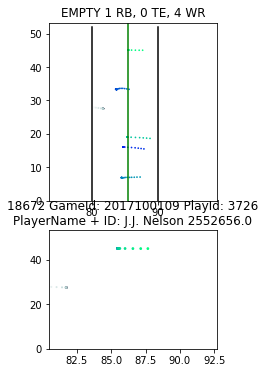 EMPTY 1 RB, 0 TE, 4 WR
50
40
30
20
10
0
80 90
18672 GameId: 2017100109 PlayId: 3726
PlayerName + ID: J.J. Nelson 2552656.0
40
20
0
82.5 85.0 87.5 90.0 92.5